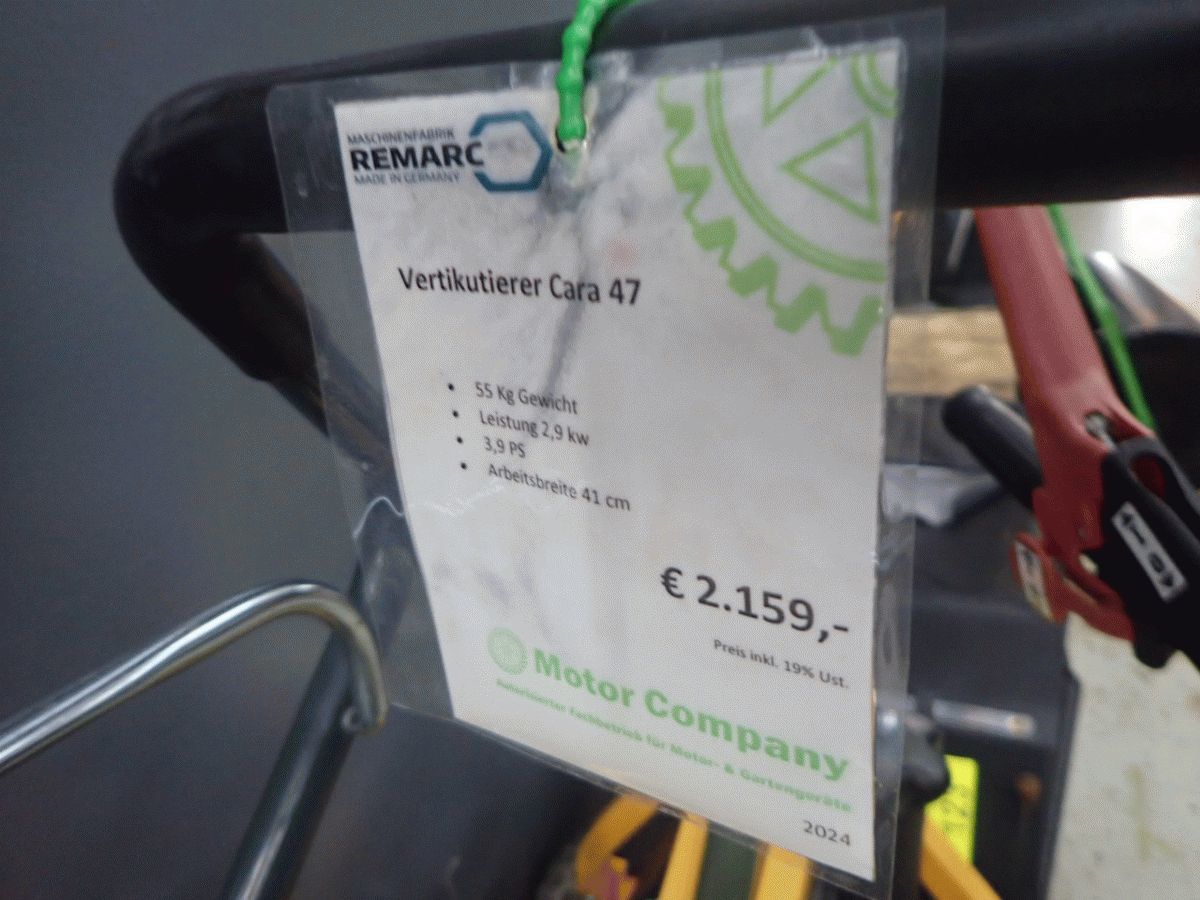 MASCHINENFABRIK
REMARC
MADE IN GERMANY
Vertikutierer Cara 47
• 55 Kg Gewicht
• Leistung 2,9 kw
• 3,9 PS
• Arbeitsbreite 41 cm
€ 2.159,-
Preis inkl. 19% Ust.
Motor Company
Autorisierter Fachbetrieb für Motor- & Gartengeräte
2024